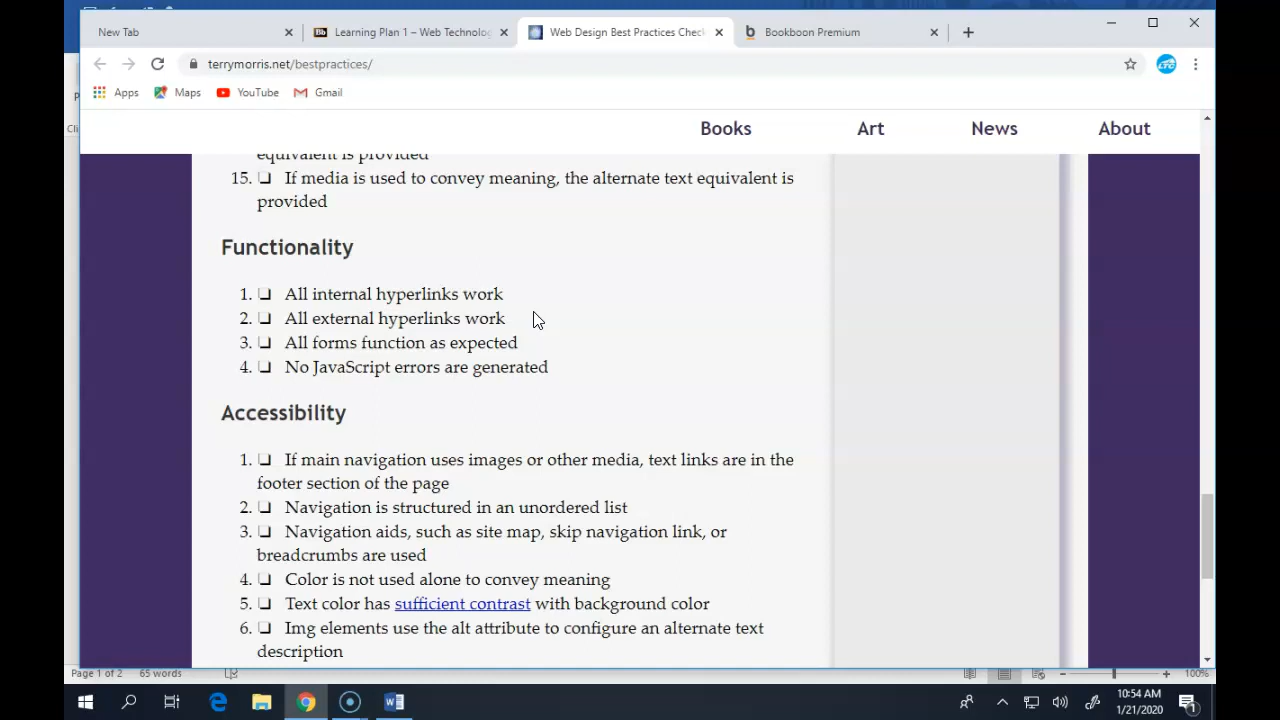 New Tab
Learning Plan 1 – Web Technolog
Web Design Best Practices Chec
Bookboon Premium
terrymorris.net/bestpractices/
LTC
Apps Maps YouTube Gmail
Books Art News About
equivalent is provided
15. ❏ If media is used to convey meaning, the alternate text equivalent is
provided
Functionality
1. ❏ All internal hyperlinks work
2. ❏ All external hyperlinks work
3. ❏ All forms function as expected
4. ❏ No JavaScript errors are generated
Accessibility
1. ❏ If main navigation uses images or other media, text links are in the
footer section of the page
2. ❏ Navigation is structured in an unordered list
3. ❏ Navigation aids, such as site map, skip navigation link, or
breadcrumbs are used
4. ❏ Color is not used alone to convey meaning
5. ❏ Text color has sufficient contrast with background color
6. ❏ Img elements use the alt attribute to configure an alternate text
description
Page 1 of 2 65 words 100%
10:54 AM
1/21/2020